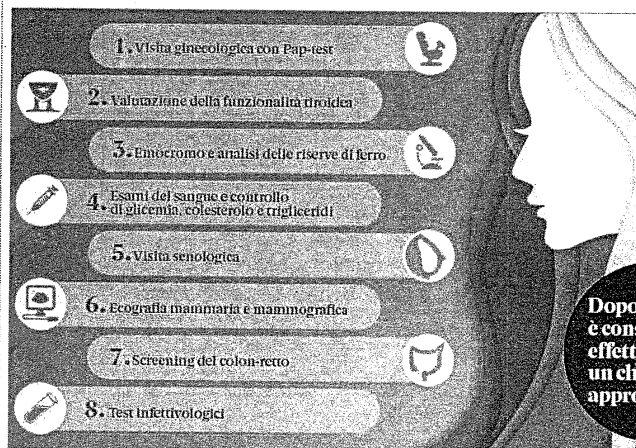 1. Visita ginecologica con Pap-test
2. Valutazione della funzionalità tiroidea
3. Emocromo e analisi delle riserve di ferro
4. Esami del sangue e controllo
di glicemia, colesterolo e trigliceridi
5. Visita senologica
6. Ecografia mammaria e mammografica
7. Screening del colon-retto
8. Test infettivologici
Dopo
è cons
effett
un ch
appro